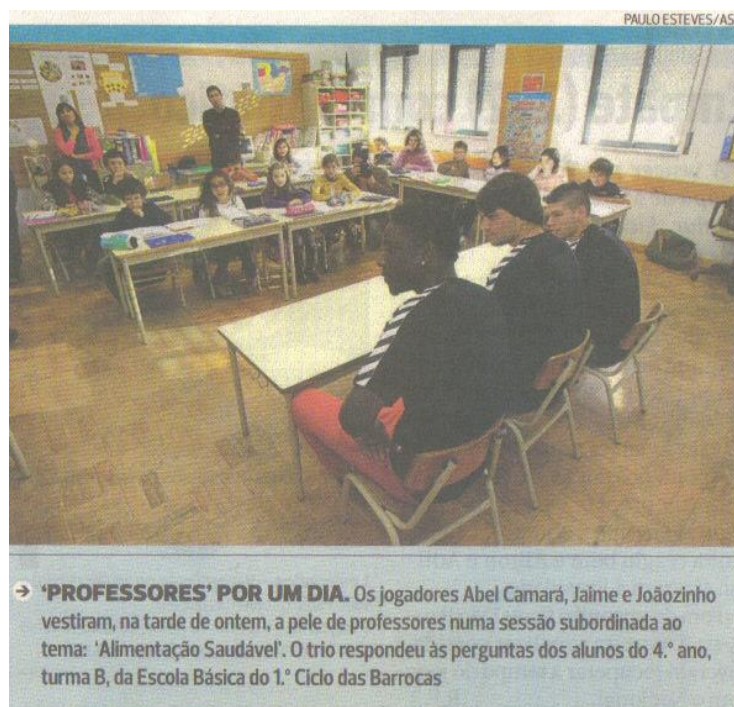 PAULO ESTEVES/AS
'PROFESSORES' POR UM DIA. Os jogadores Abel Camará, Jaime e Joãozinho
vestiram, na tarde de ontem, a pele de professores numa sessão subordinada ao
tema: 'Alimentação Saudável'. O trio respondeu às perguntas dos alunos do 4.º ano,
turma B, da Escola Básica do 1.º Ciclo das Barrocas